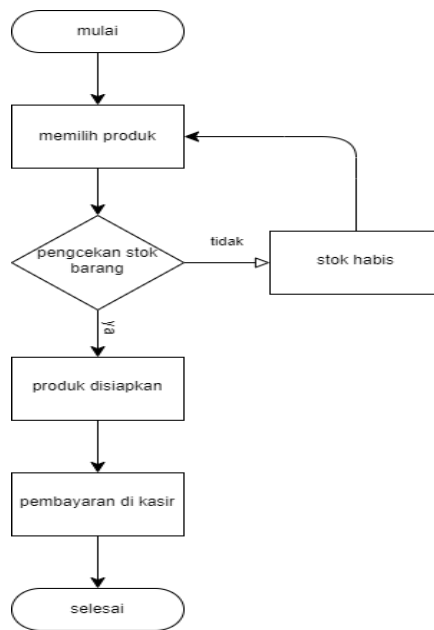 mulai
memilih produk
pengcekan stok
barang
tidak
stok habis
ya
produk disiapkan
pembayaran di kasir
selesai